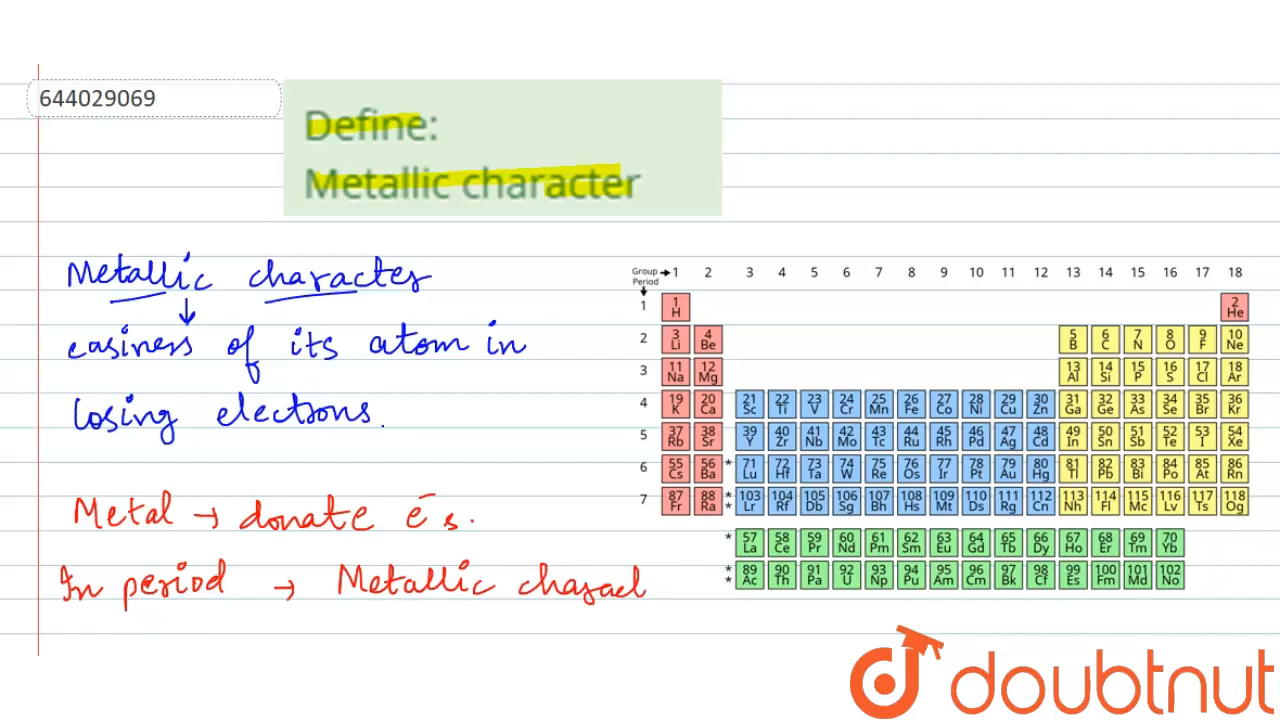 644029069
Define:
Metallic character
Metallic character
easiness of its atom in
losing electrons.
Metal → donate e⁻s.
In period → Metallic charact
Group → 1 2 3 4 5 6 7 8 9 10 11 12 13 14 15 16 17 18
Period
1 1 H 2 He
2 3 Li 4 Be 5 B 6 C 7 N 8 O 9 F 10 Ne
3 11 Na 12 Mg 13 Al 14 Si 15 P 16 S 17 Cl 18 Ar
4 19 K 20 Ca 21 Sc 22 Ti 23 V 24 Cr 25 Mn 26 Fe 27 Co 28 Ni 29 Cu 30 Zn 31 Ga 32 Ge 33 As 34 Se 35 Br 36 Kr
5 37 Rb 38 Sr 39 Y 40 Zr 41 Nb 42 Mo 43 Tc 44 Ru 45 Rh 46 Pd 47 Ag 48 Cd 49 In 50 Sn 51 Sb 52 Te 53 I 54 Xe
6 55 Cs 56 Ba * 71 Lu 72 Hf 73 Ta 74 W 75 Re 76 Os 77 Ir 78 Pt 79 Au 80 Hg 81 Tl 82 Pb 83 Bi 84 Po 85 At 86 Rn
7 87 Fr 88 Ra ** 103 Lr 104 Rf 105 Db 106 Sg 107 Bh 108 Hs 109 Mt 110 Ds 111 Rg 112 Cn 113 Nh 114 Fl 115 Mc 116 Lv 117 Ts 118 Og
* 57 La 58 Ce 59 Pr 60 Nd 61 Pm 62 Sm 63 Eu 64 Gd 65 Tb 66 Dy 67 Ho 68 Er 69 Tm 70 Yb
** 89 Ac 90 Th 91 Pa 92 U 93 Np 94 Pu 95 Am 96 Cm 97 Bk 98 Cf 99 Es 100 Fm 101 Md 102 No
doubtnut